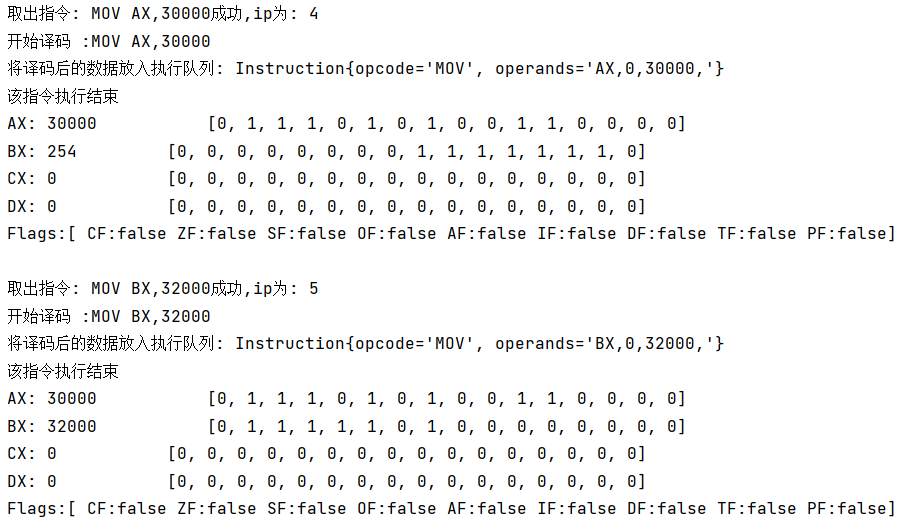 取出指令: MOV AX,30000成功,ip为: 4
开始译码 :MOV AX,30000
将译码后的数据放入执行队列: Instruction{opcode='MOV', operands='AX,0,30000,'}
该指令执行结束
AX: 30000 [0, 1, 1, 1, 0, 1, 0, 1, 0, 0, 1, 1, 0, 0, 0, 0]
BX: 254 [0, 0, 0, 0, 0, 0, 0, 0, 1, 1, 1, 1, 1, 1, 1, 0]
CX: 0 [0, 0, 0, 0, 0, 0, 0, 0, 0, 0, 0, 0, 0, 0, 0, 0]
DX: 0 [0, 0, 0, 0, 0, 0, 0, 0, 0, 0, 0, 0, 0, 0, 0, 0]
Flags:[ CF:false ZF:false SF:false OF:false AF:false IF:false DF:false TF:false PF:false]
取出指令: MOV BX,32000成功,ip为: 5
开始译码 :MOV BX,32000
将译码后的数据放入执行队列: Instruction{opcode='MOV', operands='BX,0,32000,'}
该指令执行结束
AX: 30000 [0, 1, 1, 1, 0, 1, 0, 1, 0, 0, 1, 1, 0, 0, 0, 0]
BX: 32000 [0, 1, 1, 1, 1, 1, 0, 1, 0, 0, 0, 0, 0, 0, 0, 0]
CX: 0 [0, 0, 0, 0, 0, 0, 0, 0, 0, 0, 0, 0, 0, 0, 0, 0]
DX: 0 [0, 0, 0, 0, 0, 0, 0, 0, 0, 0, 0, 0, 0, 0, 0, 0]
Flags:[ CF:false ZF:false SF:false OF:false AF:false IF:false DF:false TF:false PF:false]